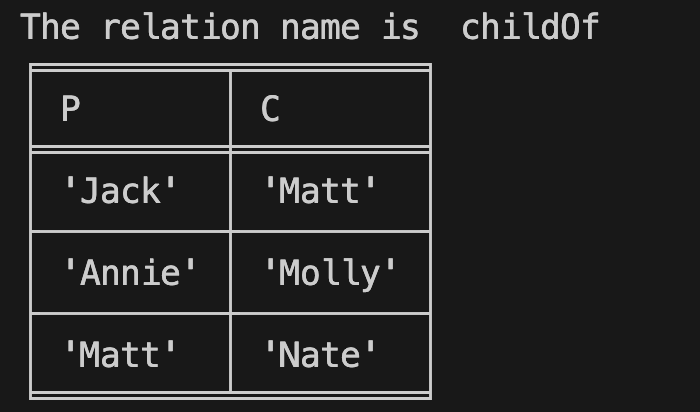 The relation name is  childOf
P C
'Jack' 'Matt'
'Annie' 'Molly'
'Matt' 'Nate'